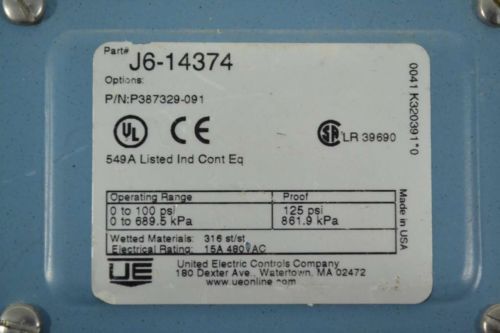 Part# J6-14374
Options:
P/N:P387329-091
UL CE SA LR 39690
549A Listed Ind Cont Eq
Operating Range Proof
0 to 100 psi 125 psi
0 to 689.5 kPa 861.9 kPa
Wetted Materials: 316 st/st
Electrical Rating: 15A 480VAC
UE United Electric Controls Company
180 Dexter Ave., Watertown, MA 02472
www.ueonline.com
0041 K320391*0
Made in USA